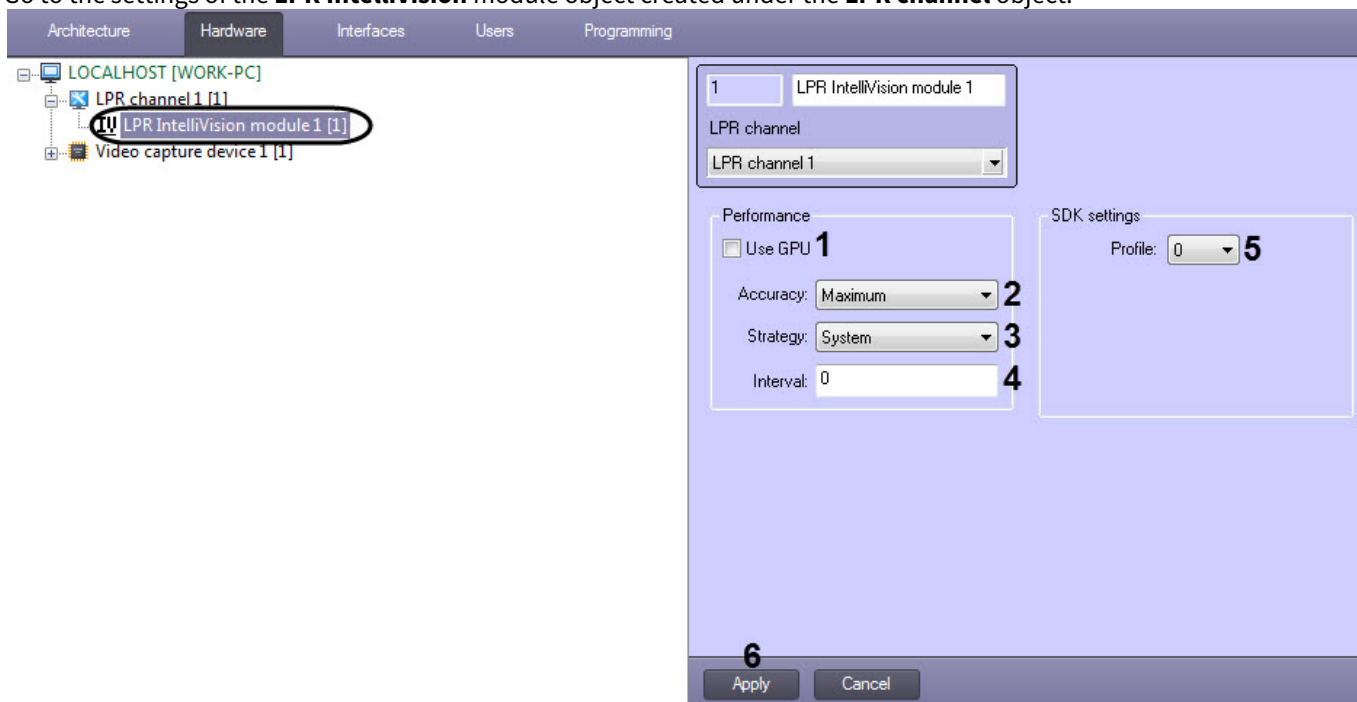 Go to the settings of the LPR IntelliVision module object created under the LPR channel object.
Architecture Hardware Interfaces Users Programming
LOCALHOST [WORK-PC]
LPR channel 1 [1]
IV LPR IntelliVision module 1 [1]
Video capture device 1 [1]
1 LPR IntelliVision module 1
LPR channel
LPR channel 1
Performance
Use GPU 1
Accuracy: Maximum 2
Strategy: System 3
Interval: 0 4
SDK settings
Profile: 0 5
6
Apply Cancel